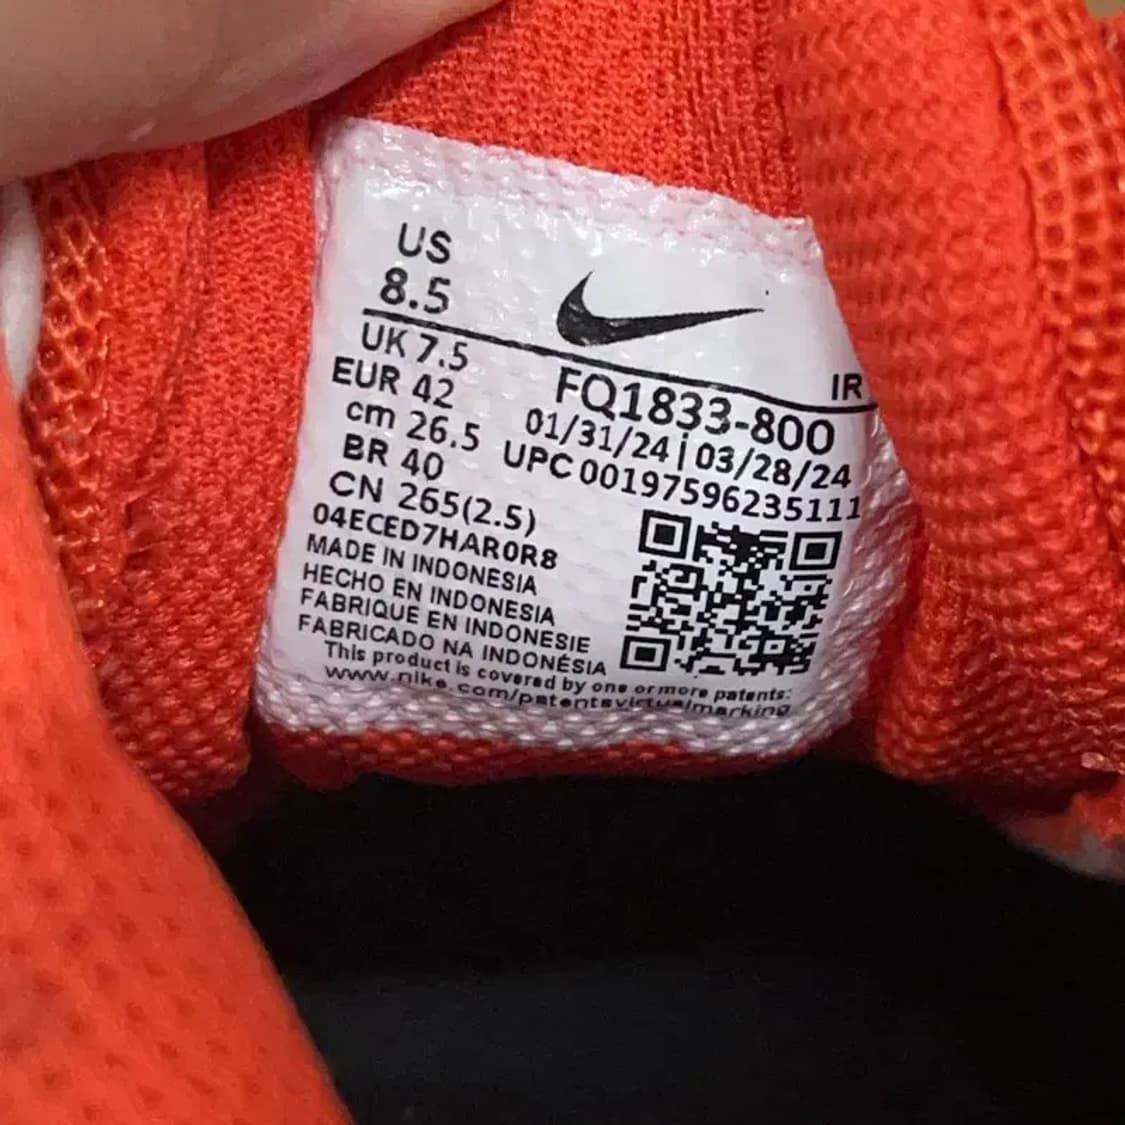 US
8.5
UK 7.5
EUR 42
cm 26.5
BR 40
CN 265(2.5)
IR
FQ1833-800
01/31/24 | 03/28/24
UPC 00197596235111
04ECED7HAR0R8
MADE IN INDONESIA
HECHO EN INDONESIA
FABRIQUE EN INDONESIE
FABRICADO NA INDONÉSIA
This product is covered by one or more patents:
www.nike.com/patentsvirtualmarking